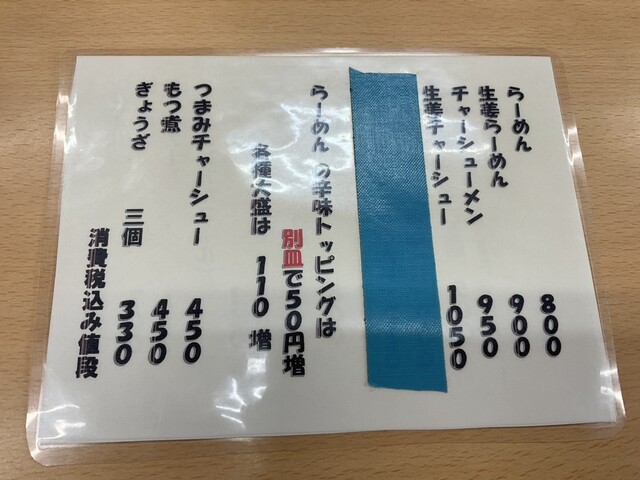 らーめん 800
生姜らーめん 900
チャーシューメン 950
生姜チャーシュー 1050
らーめんの辛味トッピングは
別皿で50円増
各種大盛は 110 増
つまみチャーシュー 450
もつ煮 450
ぎょうざ 三個 330
消費税込み値段